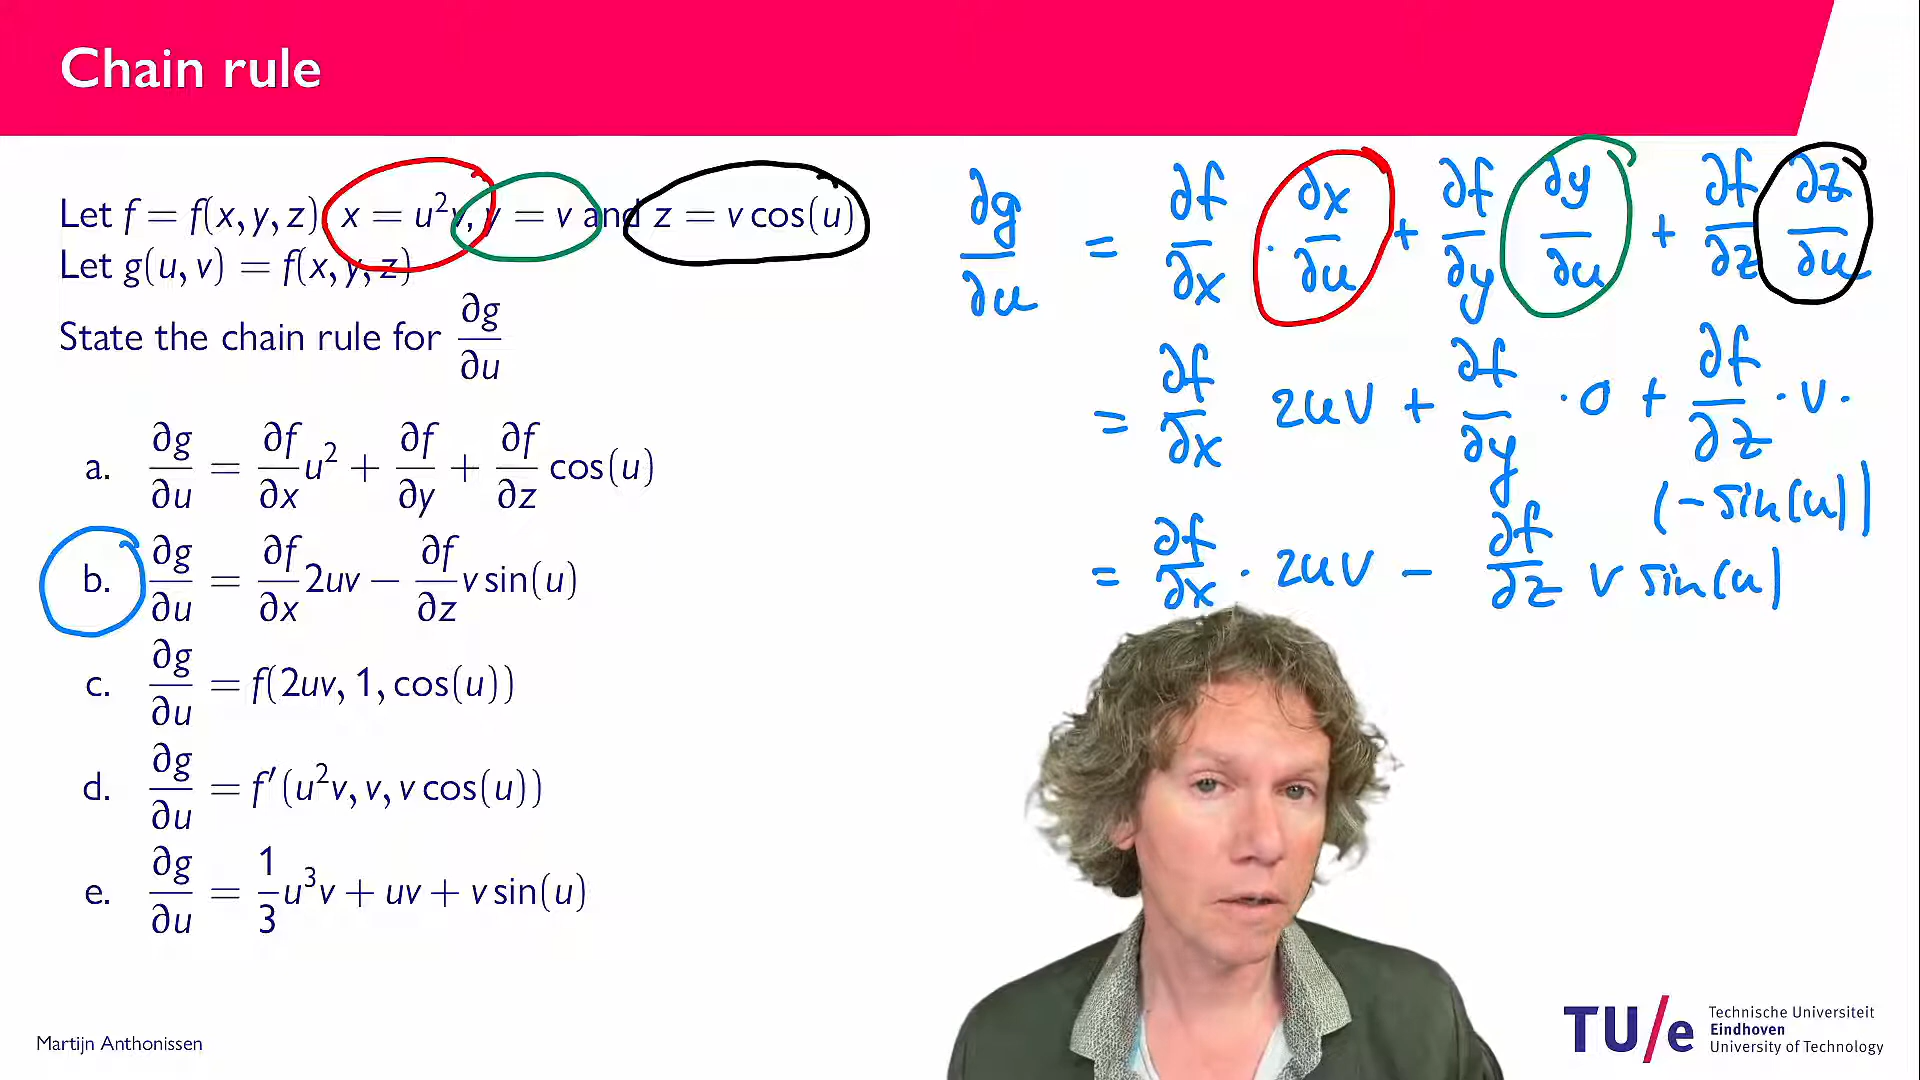 Chain rule
Let f = f(x, y, z), x = u²v, y = v and z = v cos(u)
Let g(u, v) = f(x, y, z)
State the chain rule for ∂g/∂u
a. ∂g/∂u = ∂f/∂x u² + ∂f/∂y + ∂f/∂z cos(u)
b. ∂g/∂u = ∂f/∂x 2uv − ∂f/∂z v sin(u)
c. ∂g/∂u = f(2uv, 1, cos(u))
d. ∂g/∂u = f′(u²v, v, v cos(u))
e. ∂g/∂u = 1/3 u³v + uv + v sin(u)
∂g/∂u = ∂f/∂x · ∂x/∂u + ∂f/∂y ∂y/∂u + ∂f/∂z ∂z/∂u
= ∂f/∂x 2uv + ∂f/∂y · 0 + ∂f/∂z · v ·
(−sin(u))
= ∂f/∂x · 2uv − ∂f/∂z v sin(u)
Martijn Anthonissen
TU/e
Technische Universiteit
Eindhoven
University of Technology